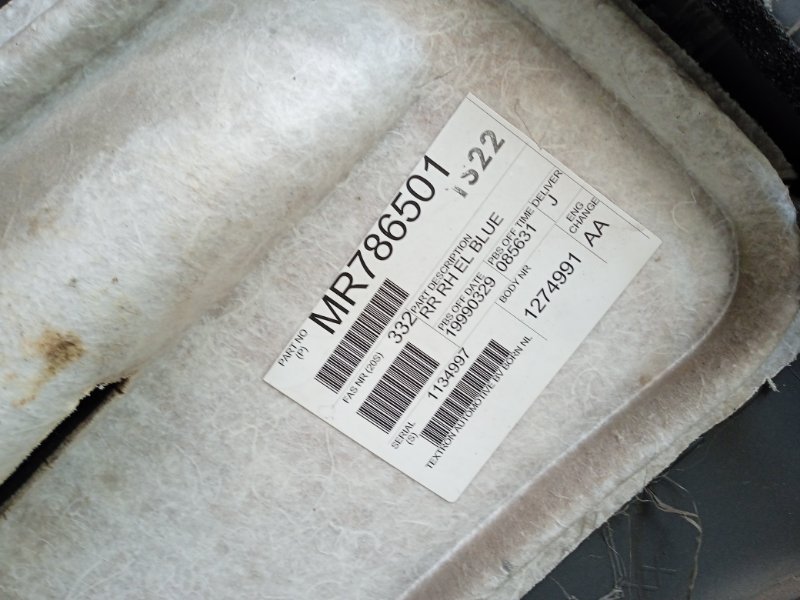 PART NO
(P)
MR786501
1S22
FAS NR (20S)
332
PART DESCRIPTION
RR RH EL BLUE
PBS OFF DATE
19990329
PBS OFF TIME
085631
DELIVER
J
SERIAL
(S)
1134997
BODY NR
1274991
ENG
CHANGE
AA
TEXTRON AUTOMOTIVE BV BORN NL